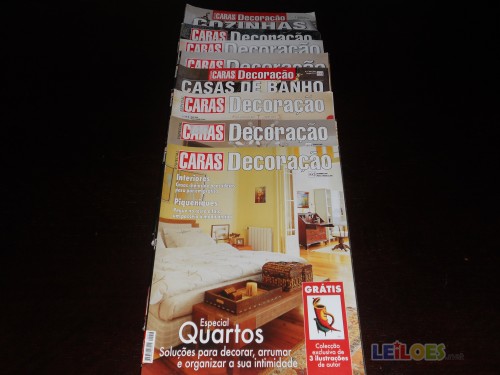 CARAS Decoração
COZINHAS
CARAS Decoração
CARAS Decoração
CARAS Decoração
CARAS Decoração
CASAS DE BANHO
CARAS Decoração
CARAS Decoração
CARAS Decoração
Interiores
Piqueniques
GRÁTIS
Colecção
exclusiva de
3 ilustrações
de autor
Especial
Quartos
Soluções para decorar, arrumar
e organizar a sua intimidade
LEILOES.net